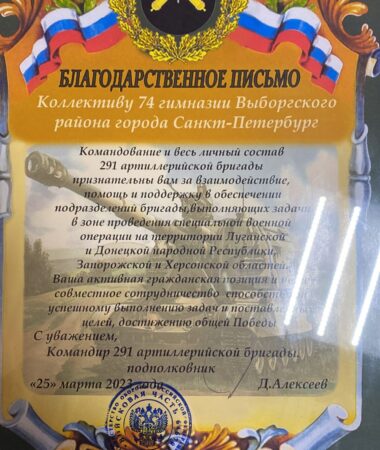 БЛАГОДАРСТВЕННОЕ ПИСЬМО
Коллективу 74 гимназии Выборгского
района города Санкт-Петербург
Командование и весь личный состав
291 артиллерийской бригады
признательны вам за взаимодействие,
помощь и поддержку в обеспечении
подразделений бригады,выполняющих задачи
в зоне проведения специальной военной
операции на территории Луганской
и Донецкой народной Республики,
Запорожской и Херсонской областей.
Ваша активная гражданская позиция и
совместное сотрудничество
успешному выполнению задач и
целей, достижению общей Победы
С уважением,
Командир 291 артиллерийской бригады,
подполковник
«25» марта года
Д.Алексеев